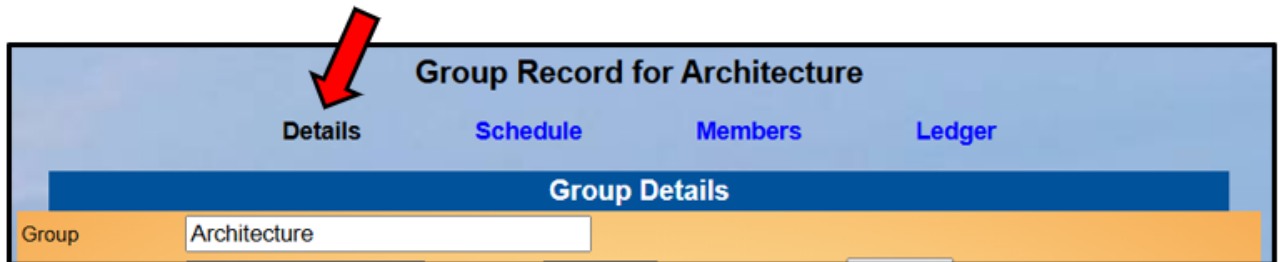 Group Record for Architecture
Details Schedule Members Ledger
Group Details
Group Architecture